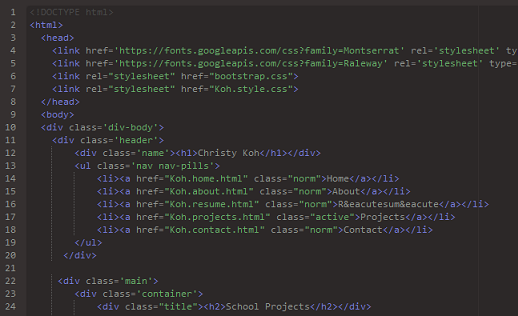 1 <!DOCTYPE html>
2 <html>
3 <head>
4 <link href='https://fonts.googleapis.com/css?family=Montserrat' rel='stylesheet' ty
5 <link href='https://fonts.googleapis.com/css?family=Raleway' rel='stylesheet' type=
6 <link rel="stylesheet" href="bootstrap.css">
7 <link rel="stylesheet" href="Koh.style.css">
8 </head>
9 <body>
10 <div class='div-body'>
11 <div class='header'>
12 <div class='name'><h1>Christy Koh</h1></div>
13 <ul class='nav nav-pills'>
14 <li><a href="Koh.home.html" class="norm">Home</a></li>
15 <li><a href="Koh.about.html" class="norm">About</a></li>
16 <li><a href="Koh.resume.html" class="norm">R&eacutesum&eacute</a></li>
17 <li><a href="Koh.projects.html" class="active">Projects</a></li>
18 <li><a href="Koh.contact.html" class="norm">Contact</a></li>
19 </ul>
20 </div>
21
22 <div class='main'>
23 <div class='container'>
24 <div class="title"><h2>School Projects</h2></div>